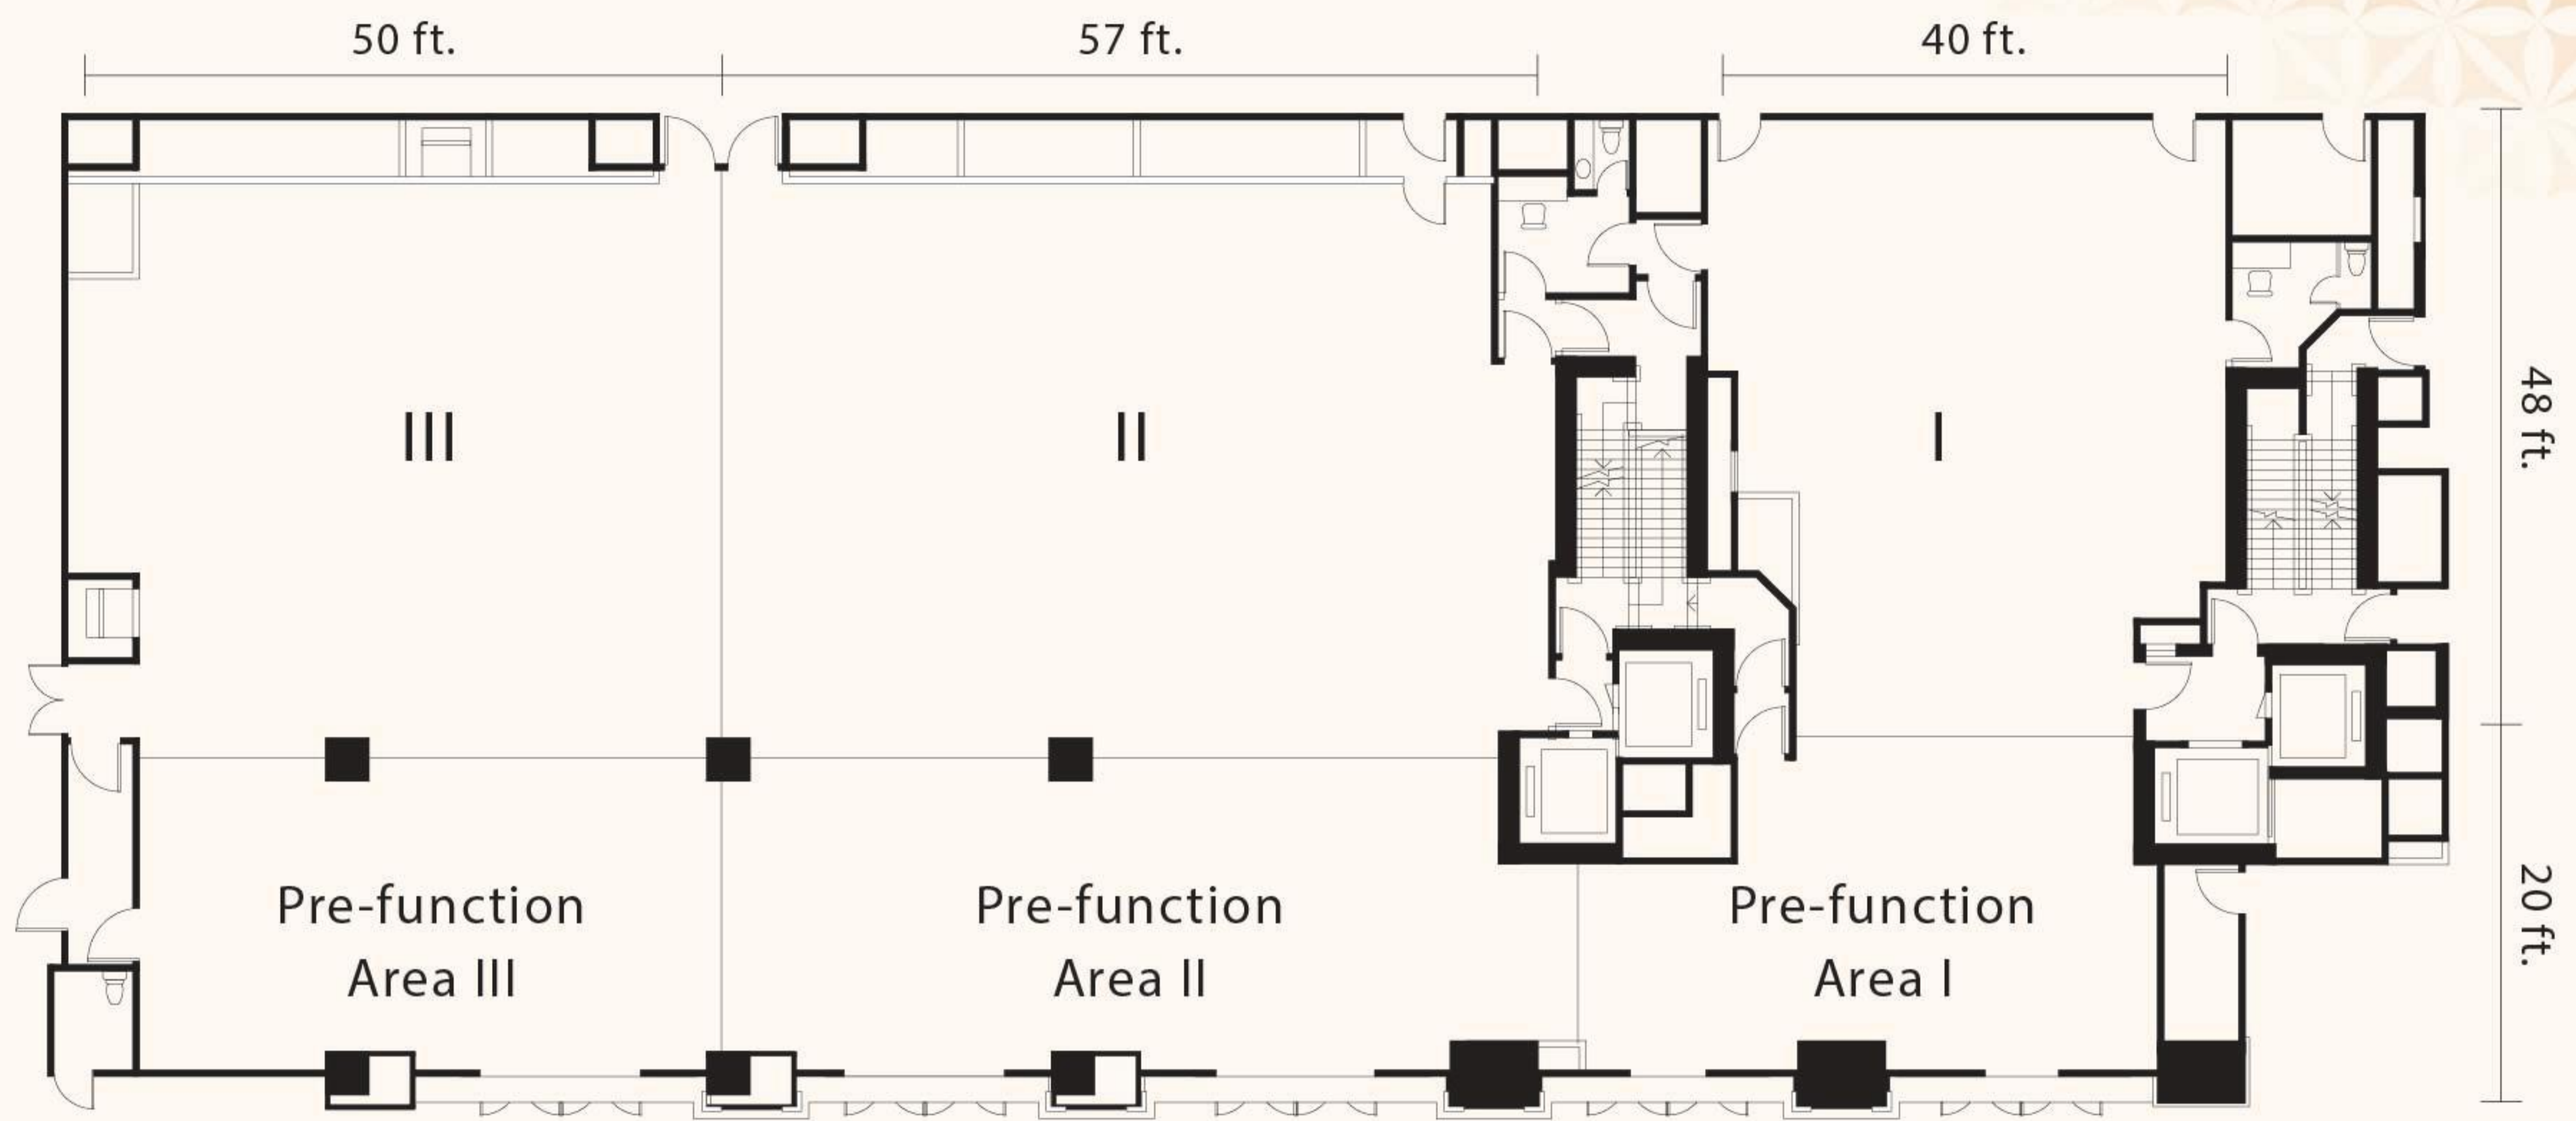 50 ft.
57 ft.
40 ft.
48 ft.
III
II
I
20 ft.
Pre-function
Area III
Pre-function
Area II
Pre-function
Area I